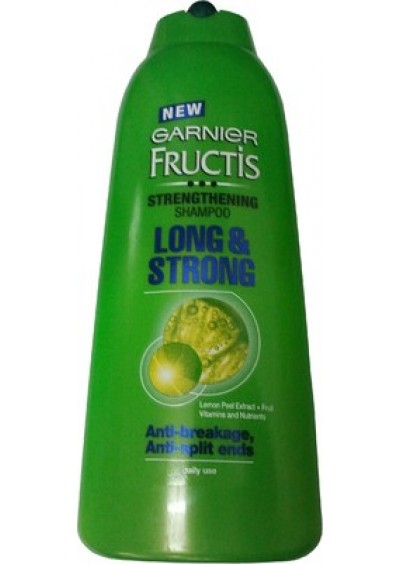 NEW
GARNIER
FRUCTIS
STRENGTHENING
SHAMPOO
LONG &
STRONG
Lemon Peel Extract + Fruit
Vitamins and Nutrients
Anti-breakage,
Anti-split ends
daily use